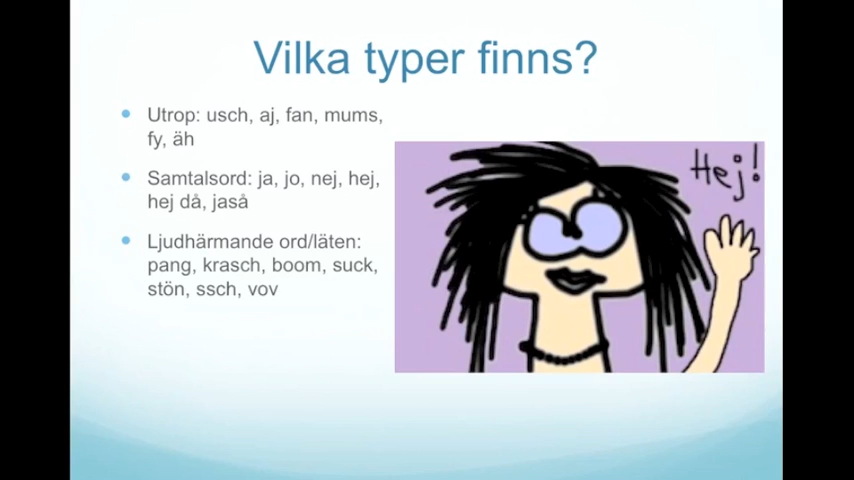 Vilka typer finns?
Utrop: usch, aj, fan, mums,
fy, äh
Samtalsord: ja, jo, nej, hej,
hej då, jaså
Ljudhärmande ord/läten:
pang, krasch, boom, suck,
stön, ssch, vov
Hej!